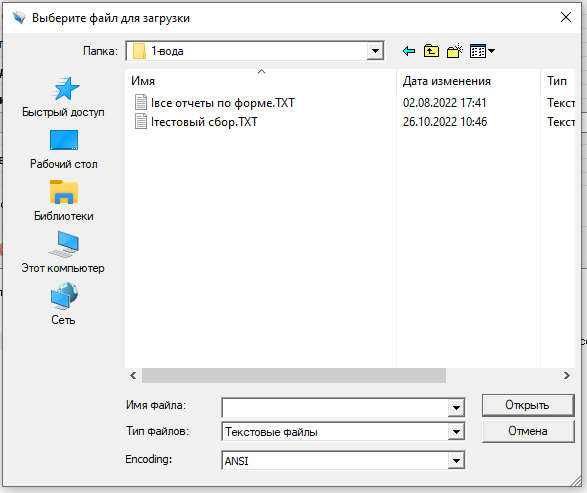 Выберите файл для загрузки
Папка: 1-вода
Имя Дата изменения Тип
Iвсе отчеты по форме.TXT 02.08.2022 17:41 Текст
Iтестовый сбор.TXT 26.10.2022 10:46 Текст
Быстрый доступ
Рабочий стол
Библиотеки
Этот компьютер
Сеть
Имя файла: Открыть
Тип файлов: Текстовые файлы Отмена
Encoding: ANSI